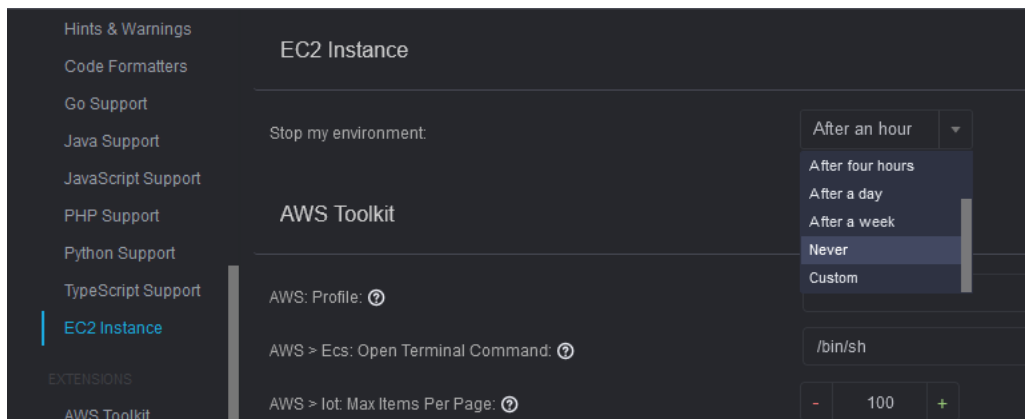 Hints & Warnings
Code Formatters
Go Support
Java Support
JavaScript Support
PHP Support
Python Support
TypeScript Support
EC2 Instance
EXTENSIONS
AWS Toolkit
EC2 Instance
Stop my environment:
After an hour
After four hours
After a day
After a week
Never
Custom
AWS Toolkit
AWS: Profile:
AWS > Ecs: Open Terminal Command:
/bin/sh
AWS > Iot: Max Items Per Page:
- 100 +